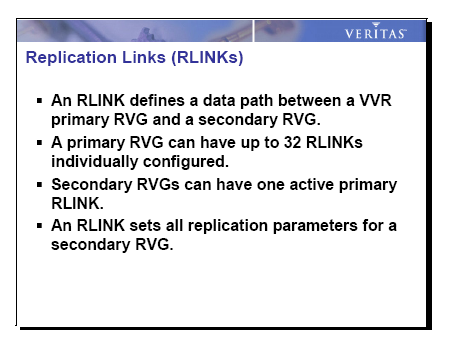 VERITAS
Replication Links (RLINKs)
▪ An RLINK defines a data path between a VVR
primary RVG and a secondary RVG.
▪ A primary RVG can have up to 32 RLINKs
individually configured.
▪ Secondary RVGs can have one active primary
RLINK.
▪ An RLINK sets all replication parameters for a
secondary RVG.